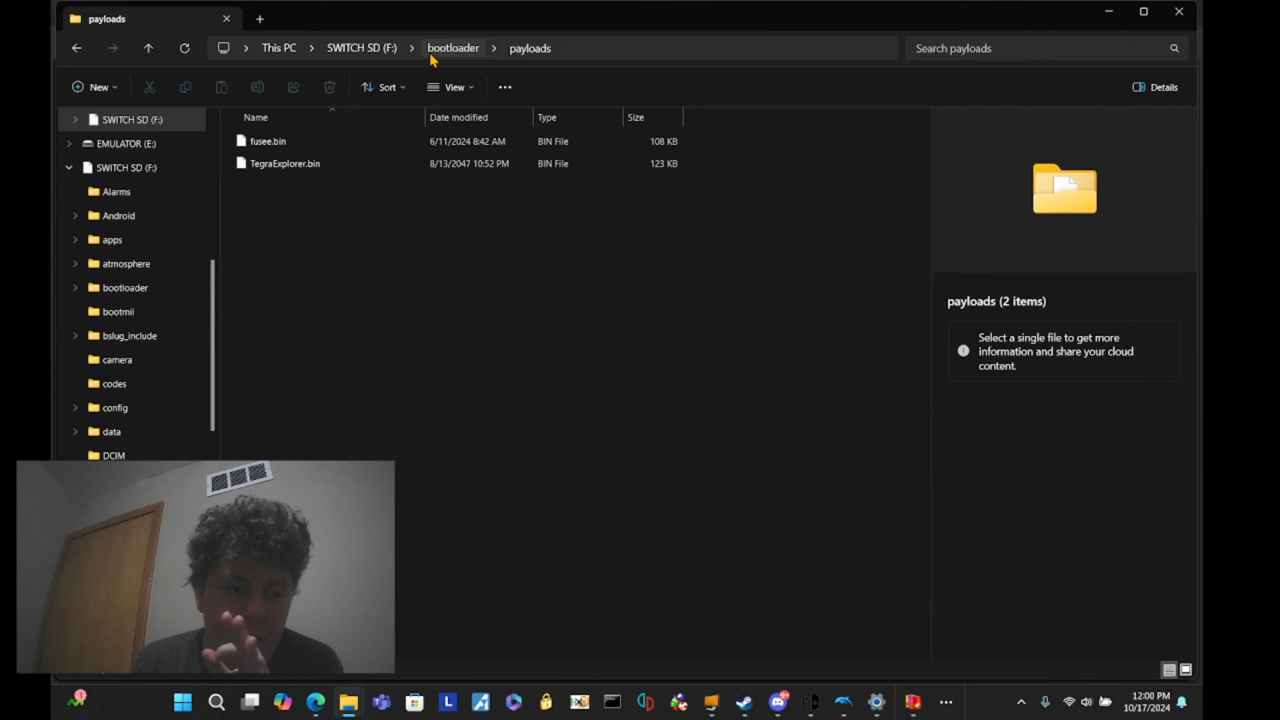 payloads
This PC SWITCH SD (F:) bootloader payloads
Search payloads
New
Sort
View
Details
SWITCH SD (F:)
EMULATOR (E:)
SWITCH SD (F:)
Alarms
Android
apps
atmosphere
bootloader
bootmii
bslug_include
camera
codes
config
data
DCIM
Name Date modified Type Size
fusee.bin 6/11/2024 8:42 AM BIN File 108 KB
TegraExplorer.bin 8/13/2047 10:52 PM BIN File 123 KB
payloads (2 items)
Select a single file to get more
information and share your cloud
content.
12:00 PM
10/17/2024